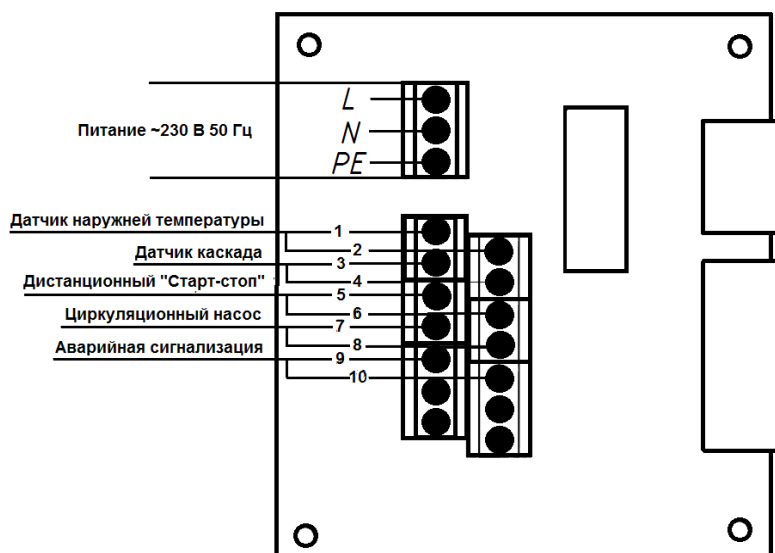 L
Питание ~230 В 50 Гц
N
PE
Датчик наружней температуры
1
2
Датчик каскада
3
4
Дистанционный "Старт-стоп"
5
6
Циркуляционный насос
7
8
Аварийная сигнализация
9
10